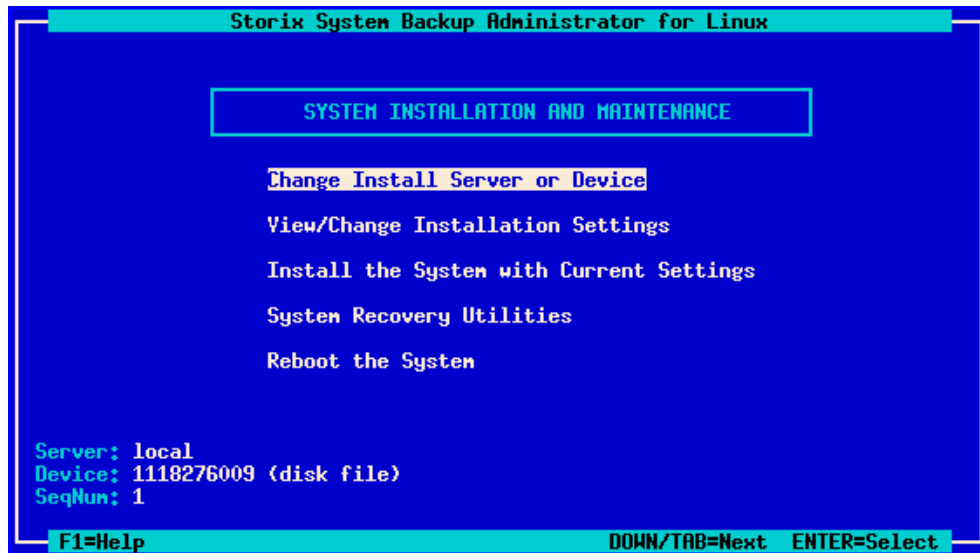 Storix System Backup Administrator for Linux
SYSTEM INSTALLATION AND MAINTENANCE
Change Install Server or Device
View/Change Installation Settings
Install the System with Current Settings
System Recovery Utilities
Reboot the System
Server: local
Device: 1118276009 (disk file)
SeqNum: 1
F1=Help DOWN/TAB=Next ENTER=Select